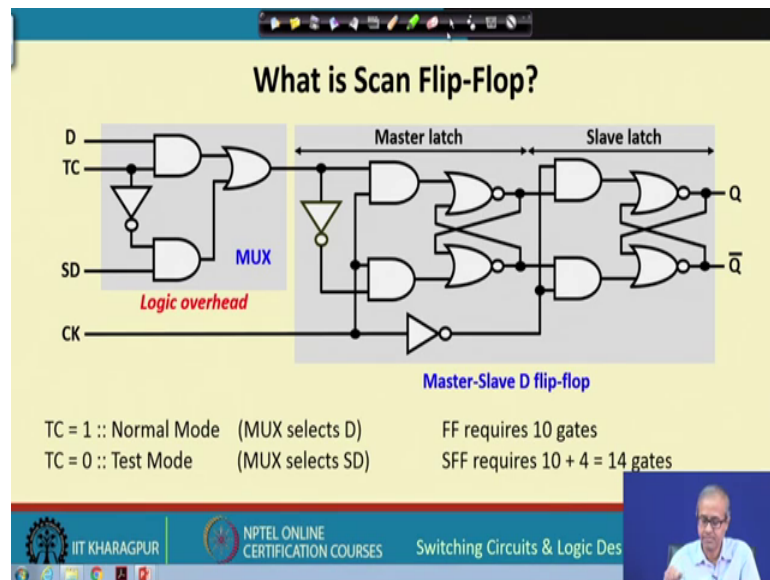 What is Scan Flip-Flop?
D
TC
SD
CK
MUX
Logic overhead
Master latch
Slave latch
Q
Q̅
Master-Slave D flip-flop
TC = 1 :: Normal Mode (MUX selects D)
FF requires 10 gates
TC = 0 :: Test Mode (MUX selects SD)
SFF requires 10 + 4 = 14 gates
IIT KHARAGPUR
NPTEL ONLINE
CERTIFICATION COURSES
Switching Circuits & Logic Des